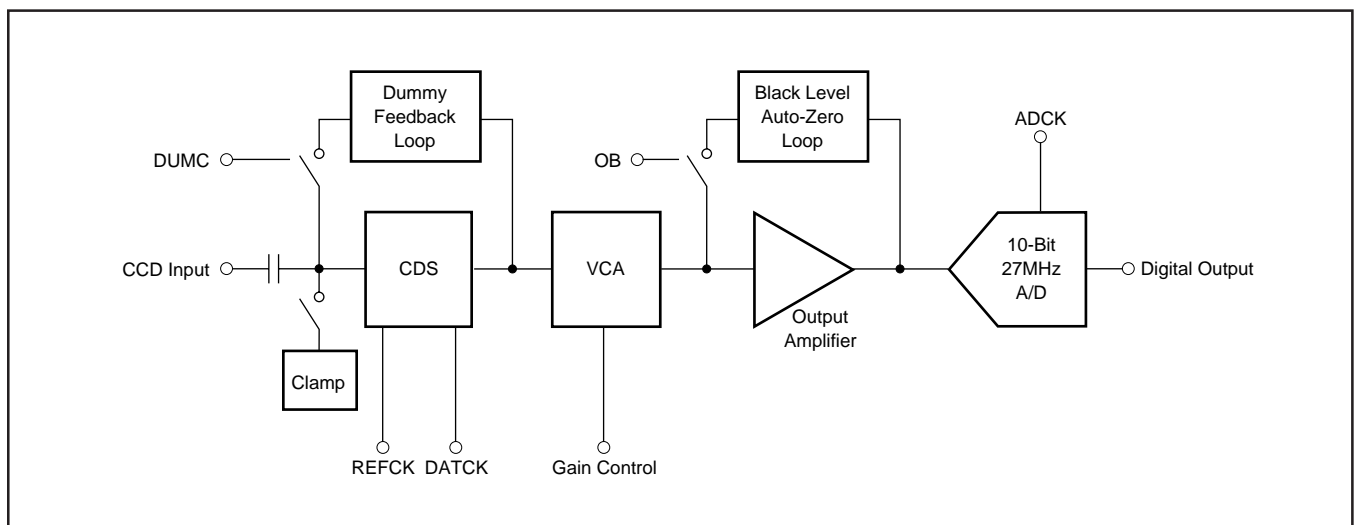 Dummy
Feedback
Loop
Black Level
Auto-Zero
Loop
ADCK
DUMC
OB
CCD Input
CDS
VCA
10-Bit
27MHz
A/D
Digital Output
Output
Amplifier
Clamp
REFCK
DATCK
Gain Control